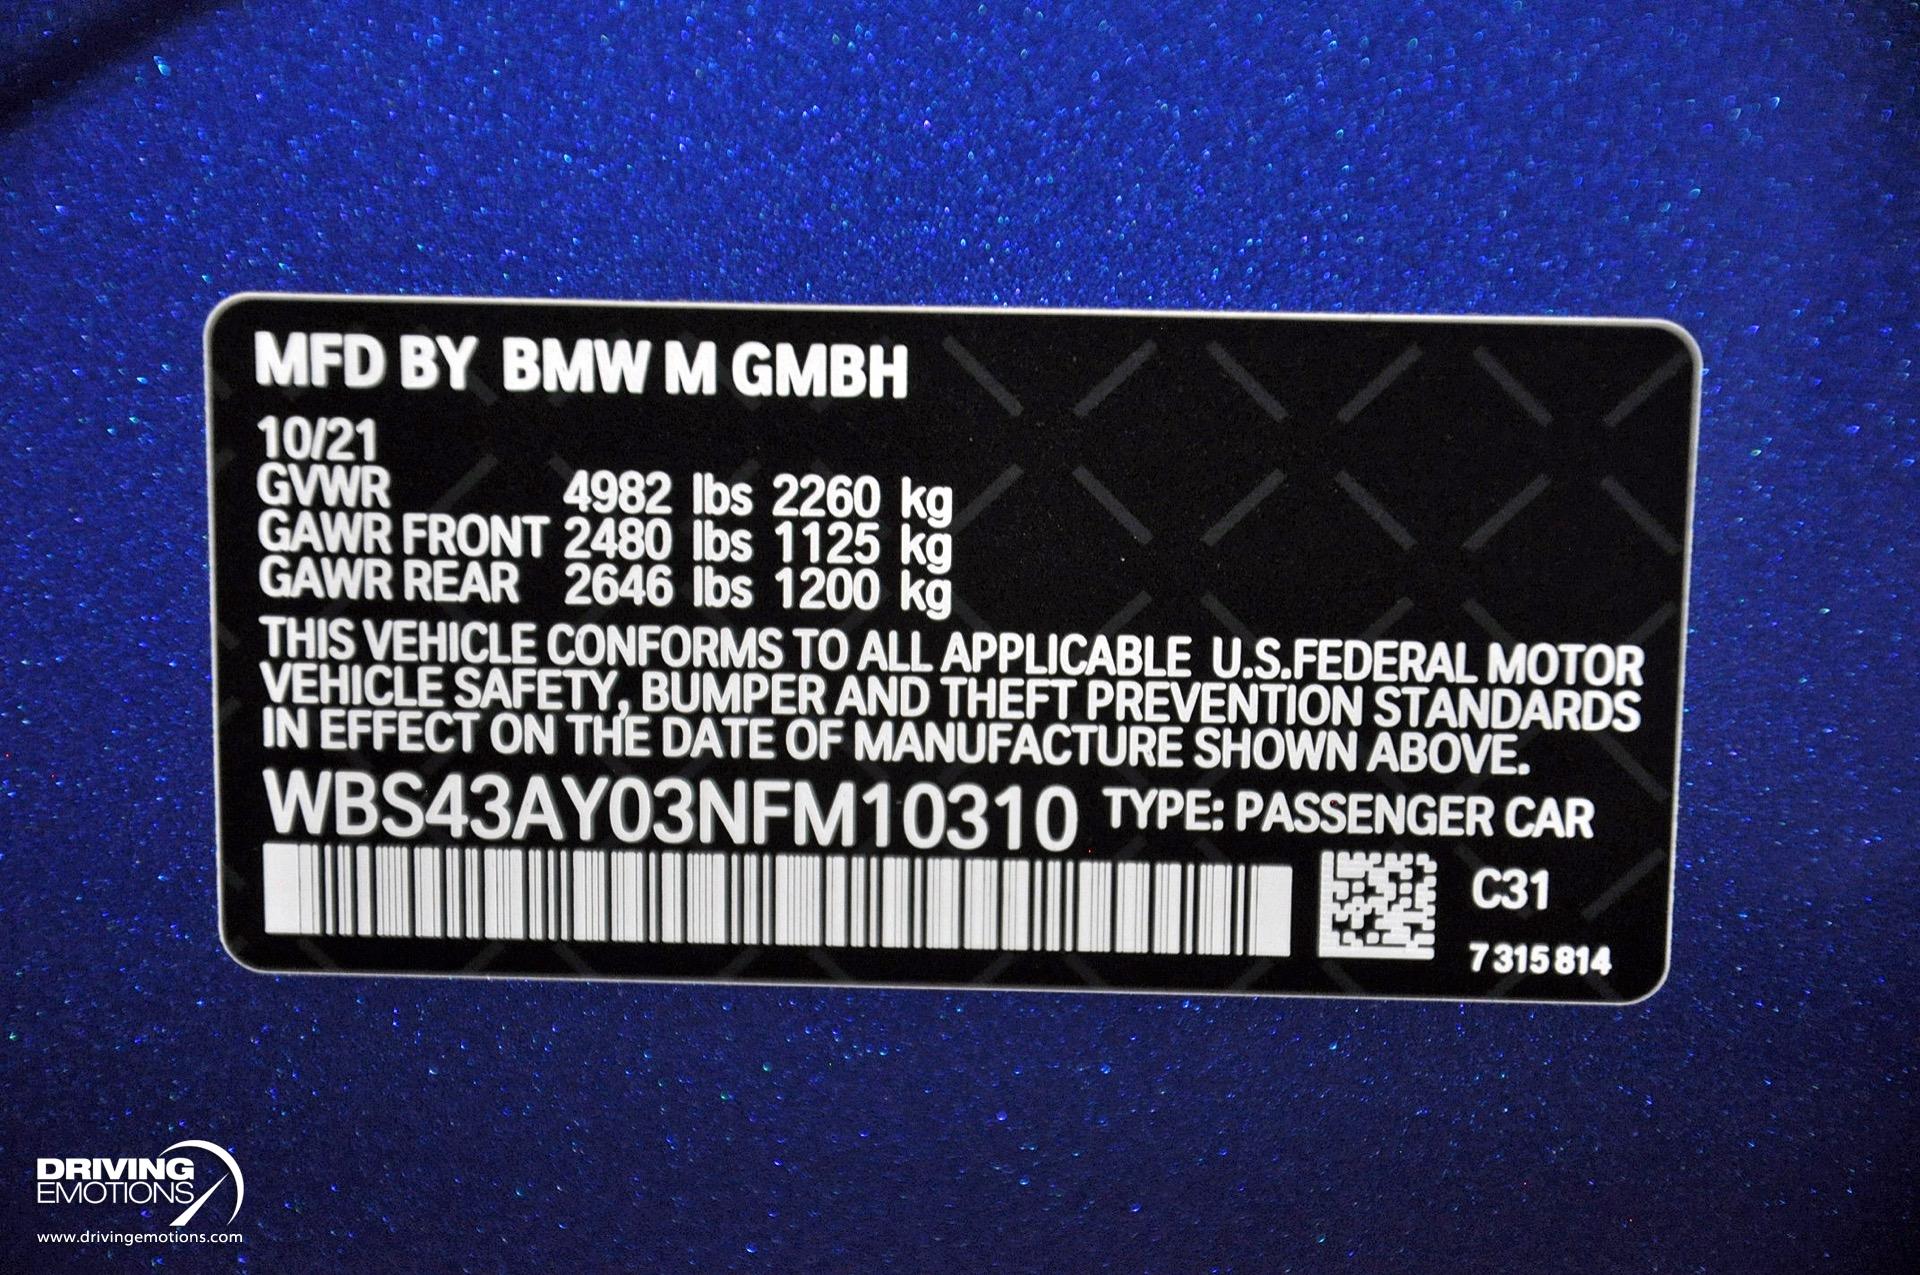 MFD BY BMW M GMBH
10/21
GVWR 4982 lbs 2260 kg
GAWR FRONT 2480 lbs 1125 kg
GAWR REAR 2646 lbs 1200 kg
THIS VEHICLE CONFORMS TO ALL APPLICABLE U.S.FEDERAL MOTOR
VEHICLE SAFETY, BUMPER AND THEFT PREVENTION STANDARDS
IN EFFECT ON THE DATE OF MANUFACTURE SHOWN ABOVE.
WBS43AY03NFM10310 TYPE: PASSENGER CAR
C31
7 315 814
DRIVING
EMOTIONS
www.drivingemotions.com